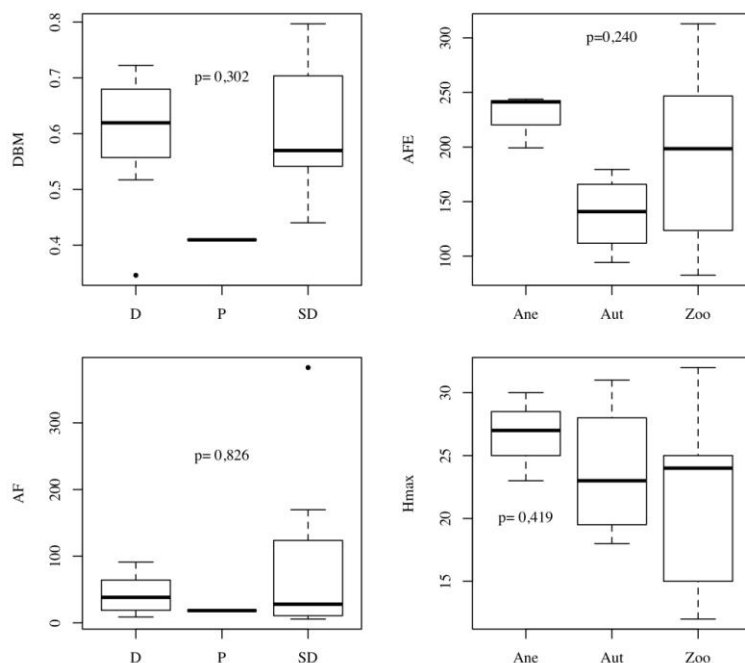 DBM
0.8
0.7
0.6
0.5
0.4
p= 0,302
D P SD
AFE
300
250
200
150
100
p=0,240
Ane Aut Zoo
AF
300
200
100
0
p= 0,826
D P SD
Hmax
30
25
20
15
p= 0,419
Ane Aut Zoo